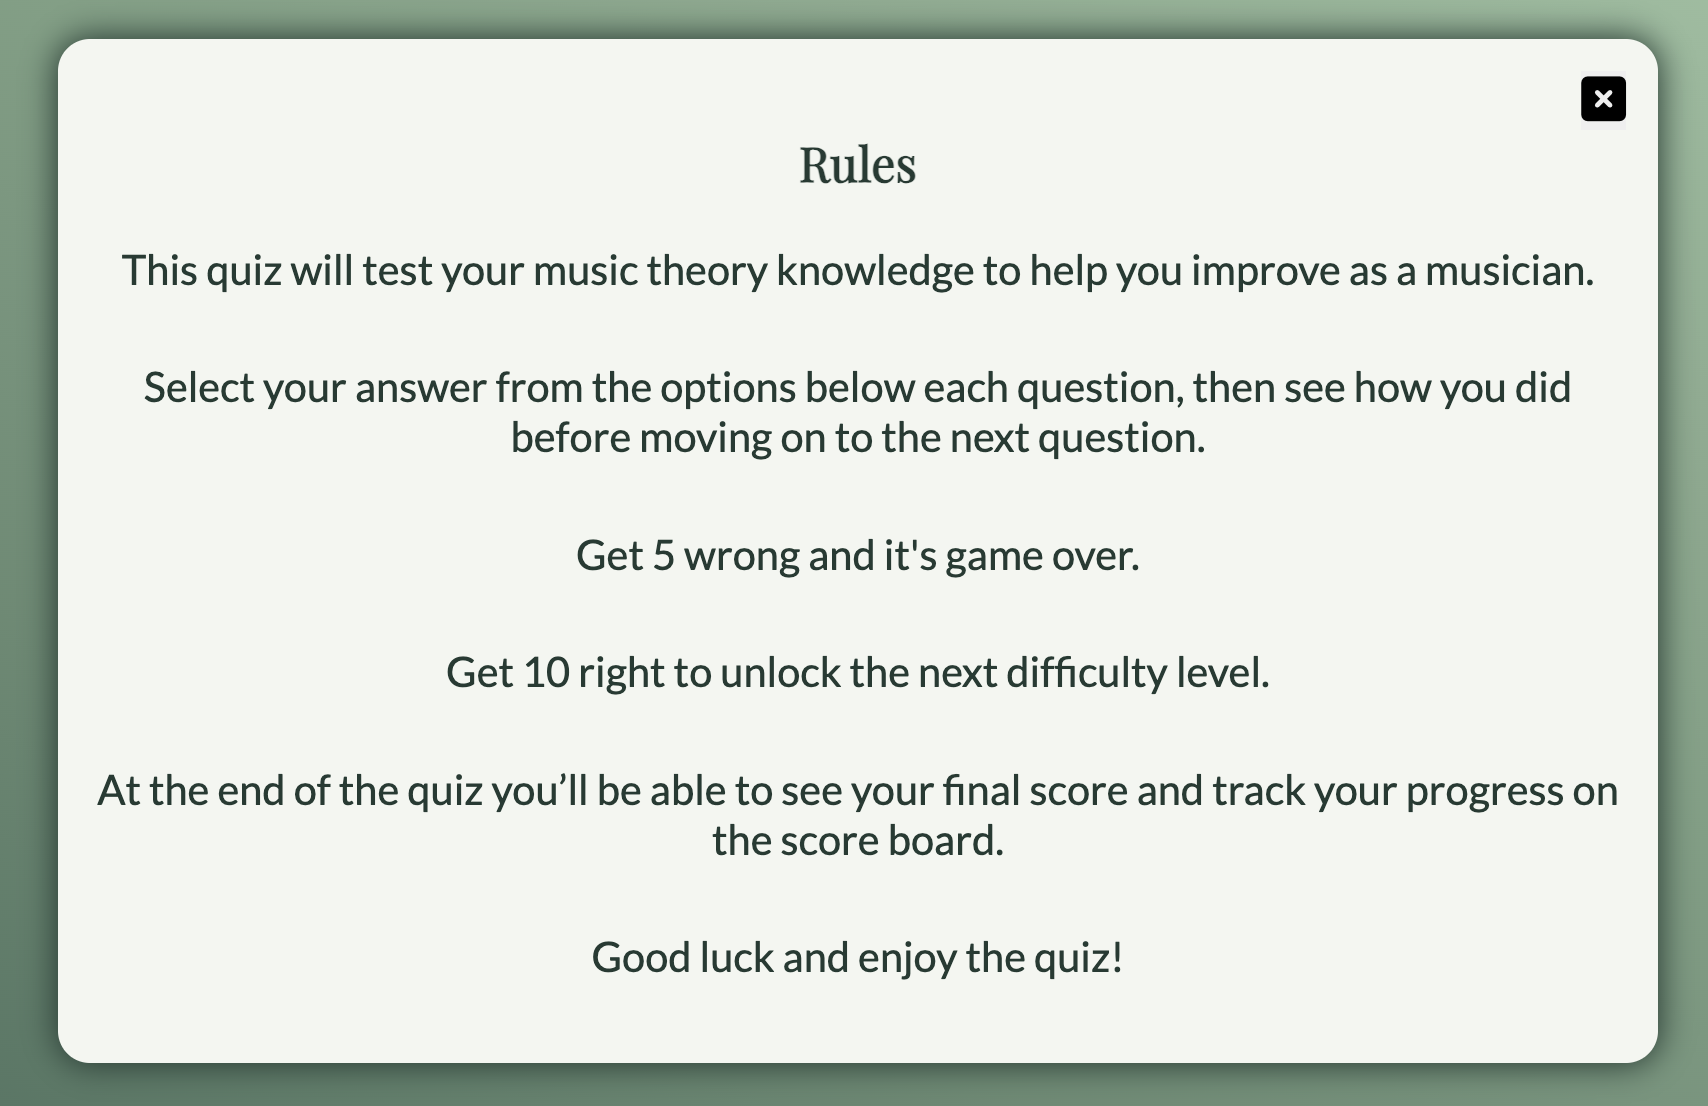 Rules
This quiz will test your music theory knowledge to help you improve as a musician.
Select your answer from the options below each question, then see how you did
before moving on to the next question.
Get 5 wrong and it's game over.
Get 10 right to unlock the next difficulty level.
At the end of the quiz you’ll be able to see your final score and track your progress on
the score board.
Good luck and enjoy the quiz!